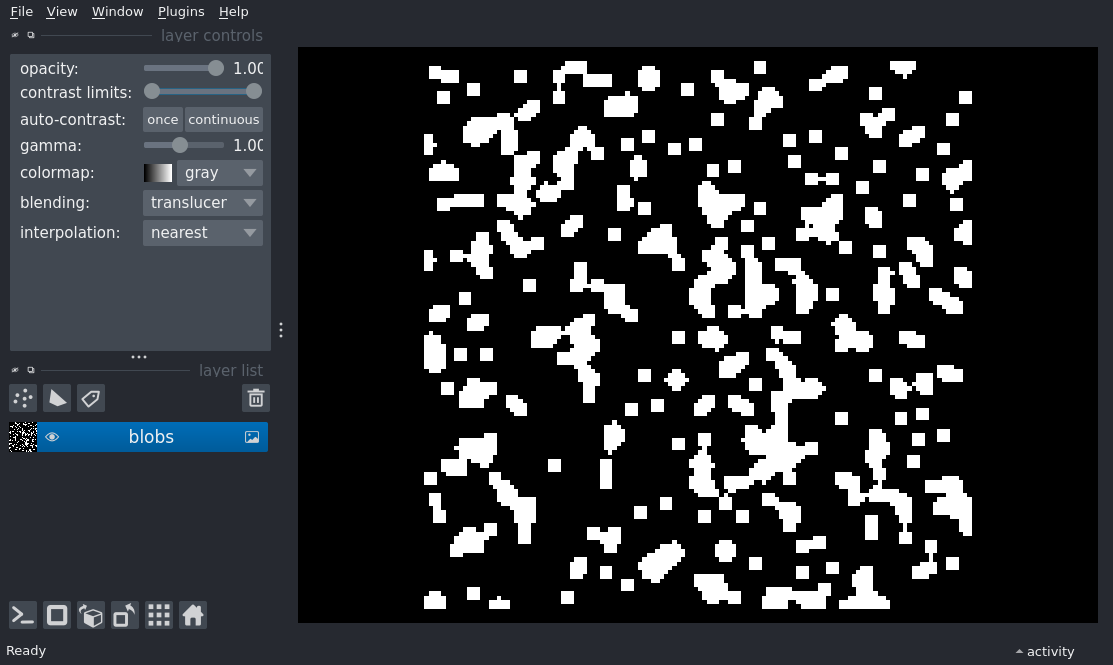 File View Window Plugins Help
layer controls
opacity: 1.00
contrast limits:
auto-contrast: once continuous
gamma: 1.00
colormap: gray
blending: translucer
interpolation: nearest
layer list
blobs
Ready
activity